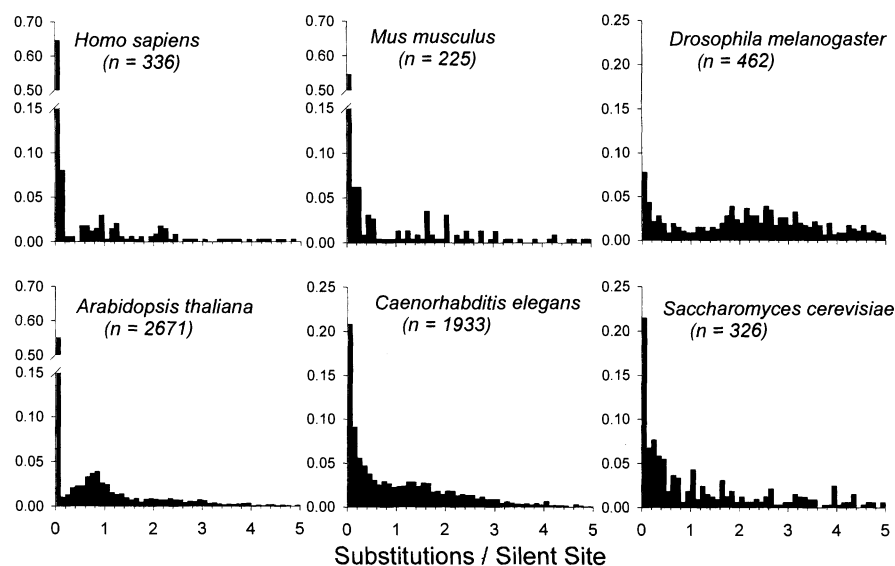 Homo sapiens
(n = 336)
0.70
0.60
0.50
0.15
0.10
0.05
0.00
Mus musculus
(n = 225)
0.70
0.60
0.50
0.15
0.10
0.05
0.00
Drosophila melanogaster
(n = 462)
0.25
0.20
0.15
0.10
0.05
0.00
Arabidopsis thaliana
(n = 2671)
0.70
0.60
0.50
0.15
0.10
0.05
0.00
0 1 2 3 4 5
Caenorhabditis elegans
(n = 1933)
0.25
0.20
0.15
0.10
0.05
0.00
0 1 2 3 4 5
Saccharomyces cerevisiae
(n = 326)
0.25
0.20
0.15
0.10
0.05
0.00
0 1 2 3 4 5
Substitutions / Silent Site